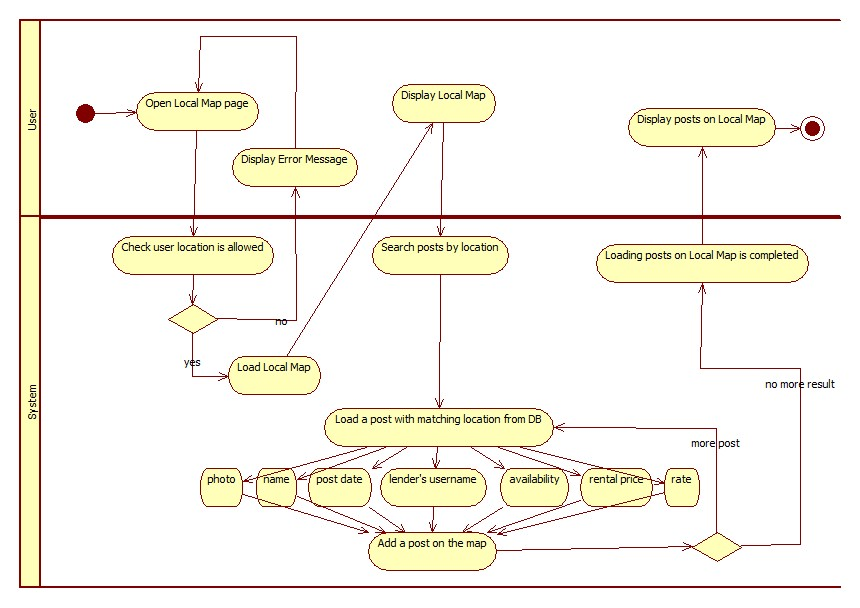 User
Open Local Map page
Display Error Message
Display Local Map
Display posts on Local Map
System
Check user location is allowed
no
yes
Load Local Map
Search posts by location
Loading posts on Local Map is completed
no more result
Load a post with matching location from DB
more post
photo
name
post date
lender's username
availability
rental price
rate
Add a post on the map